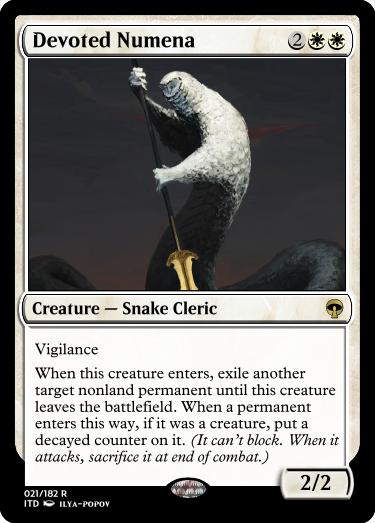 Devoted Numena 2
Creature — Snake Cleric
Vigilance
When this creature enters, exile another
target nonland permanent until this creature
leaves the battlefield. When a permanent
enters this way, if it was a creature, put a
decayed counter on it. (It can't block. When it
attacks, sacrifice it at end of combat.)
2/2
021/182 R
ITD ILYA-POPOV